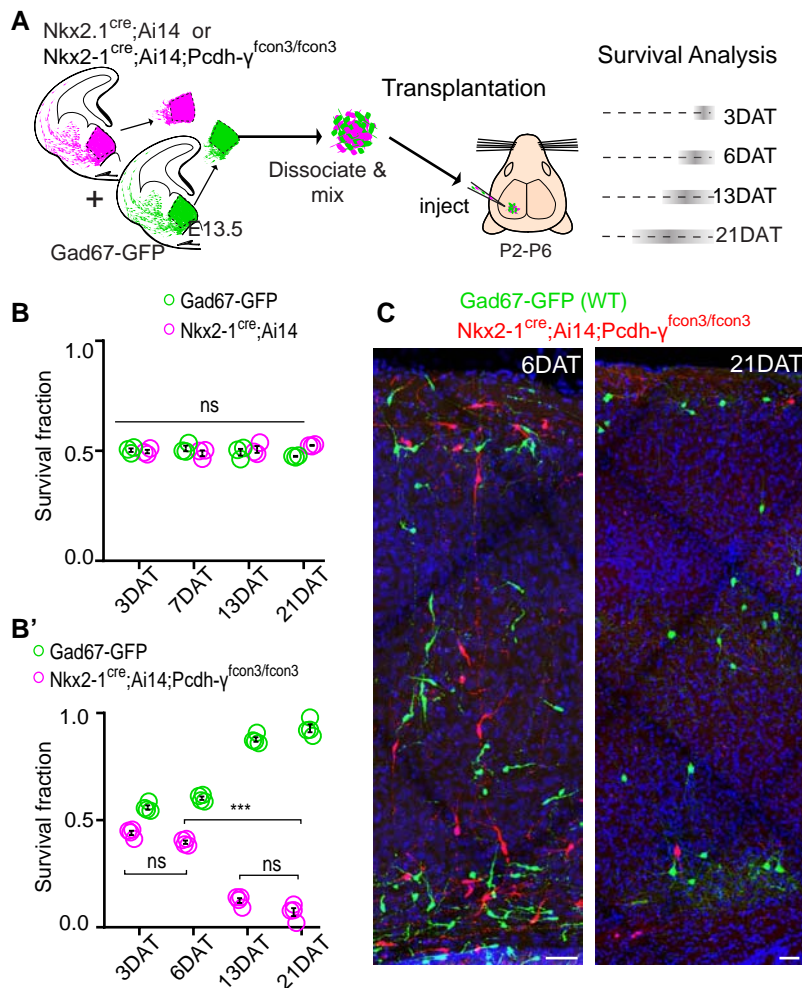 A
Nkx2.1cre;Ai14 or
Nkx2-1cre;Ai14;Pcdh-γfcon3/fcon3
Survival Analysis
Transplantation
3DAT
6DAT
13DAT
21DAT
Dissociate &
mix
inject
+
E13.5
Gad67-GFP
P2-P6
B
Gad67-GFP
Nkx2-1cre;Ai14
Survival fraction
1.0
0.5
0.0
ns
3DAT
7DAT
13DAT
21DAT
B'
Gad67-GFP
Nkx2-1cre;Ai14;Pcdh-γfcon3/fcon3
Survival fraction
1.0
0.5
0.0
***
ns
ns
3DAT
6DAT
13DAT
21DAT
C
Gad67-GFP (WT)
Nkx2-1cre;Ai14;Pcdh-γfcon3/fcon3
6DAT
21DAT